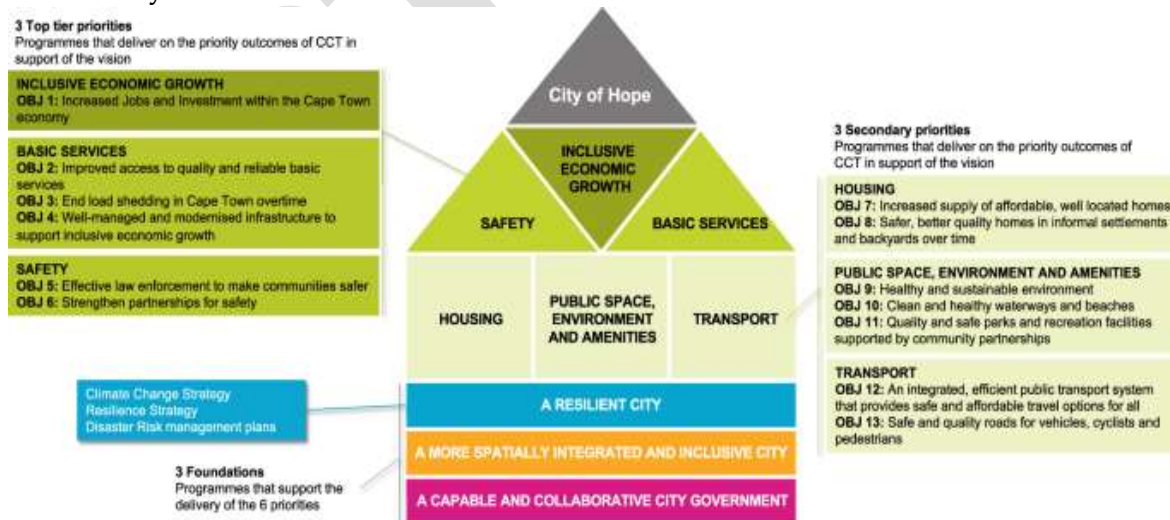 3 Top tier priorities
Programmes that deliver on the priority outcomes of CCT in
support of the vision
INCLUSIVE ECONOMIC GROWTH
OBJ 1: Increased Jobs and Investment within the Cape Town
economy
BASIC SERVICES
OBJ 2: Improved access to quality and reliable basic
services
OBJ 3: End load shedding in Cape Town overtime
OBJ 4: Well-managed and modernised infrastructure to
support inclusive economic growth
SAFETY
OBJ 5: Effective law enforcement to make communities safer
OBJ 6: Strengthen partnerships for safety
City of Hope
INCLUSIVE
ECONOMIC
GROWTH
SAFETY
BASIC SERVICES
HOUSING
PUBLIC SPACE,
ENVIRONMENT
AND AMENITIES
TRANSPORT
A RESILIENT CITY
A MORE SPATIALLY INTEGRATED AND INCLUSIVE CITY
A CAPABLE AND COLLABORATIVE CITY GOVERNMENT
Climate Change Strategy
Resilience Strategy
Disaster Risk management plans
3 Foundations
Programmes that support the
delivery of the 6 priorities
3 Secondary priorities
Programmes that deliver on the priority outcomes of
CCT in support of the vision
HOUSING
OBJ 7: Increased supply of affordable, well located homes
OBJ 8: Safer, better quality homes in informal settlements
and backyards over time
PUBLIC SPACE, ENVIRONMENT AND AMENITIES
OBJ 9: Healthy and sustainable environment
OBJ 10: Clean and healthy waterways and beaches
OBJ 11: Quality and safe parks and recreation facilities
supported by community partnerships
TRANSPORT
OBJ 12: An integrated, efficient public transport system
that provides safe and affordable travel options for all
OBJ 13: Safe and quality roads for vehicles, cyclists and
pedestrians